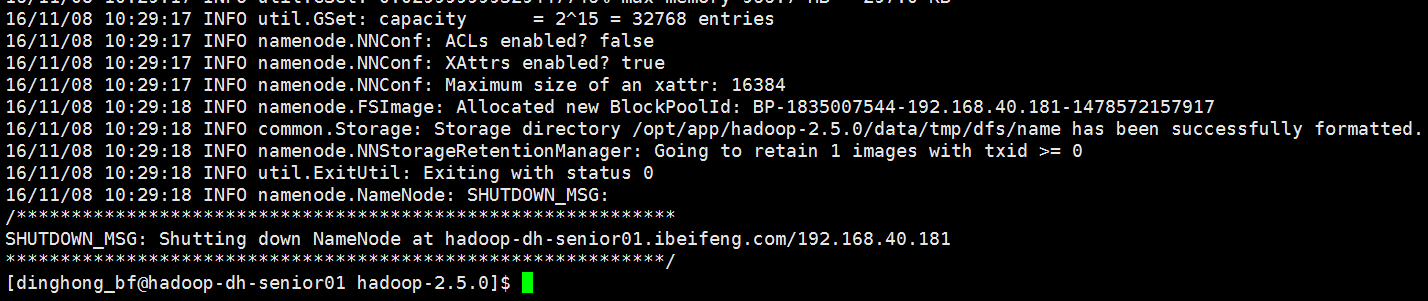 16/11/08 10:29:17 INFO util.GSet: capacity      = 2^15 = 32768 entries
16/11/08 10:29:17 INFO namenode.NNConf: ACLs enabled? false
16/11/08 10:29:17 INFO namenode.NNConf: XAttrs enabled? true
16/11/08 10:29:17 INFO namenode.NNConf: Maximum size of an xattr: 16384
16/11/08 10:29:18 INFO namenode.FSImage: Allocated new BlockPoolId: BP-1835007544-192.168.40.181-1478572157917
16/11/08 10:29:18 INFO common.Storage: Storage directory /opt/app/hadoop-2.5.0/data/tmp/dfs/name has been successfully formatted.
16/11/08 10:29:18 INFO namenode.NNStorageRetentionManager: Going to retain 1 images with txid >= 0
16/11/08 10:29:18 INFO util.ExitUtil: Exiting with status 0
16/11/08 10:29:18 INFO namenode.NameNode: SHUTDOWN_MSG:
/************************************************************
SHUTDOWN_MSG: Shutting down NameNode at hadoop-dh-senior01.ibeifeng.com/192.168.40.181
************************************************************/
[dinghong_bf@hadoop-dh-senior01 hadoop-2.5.0]$